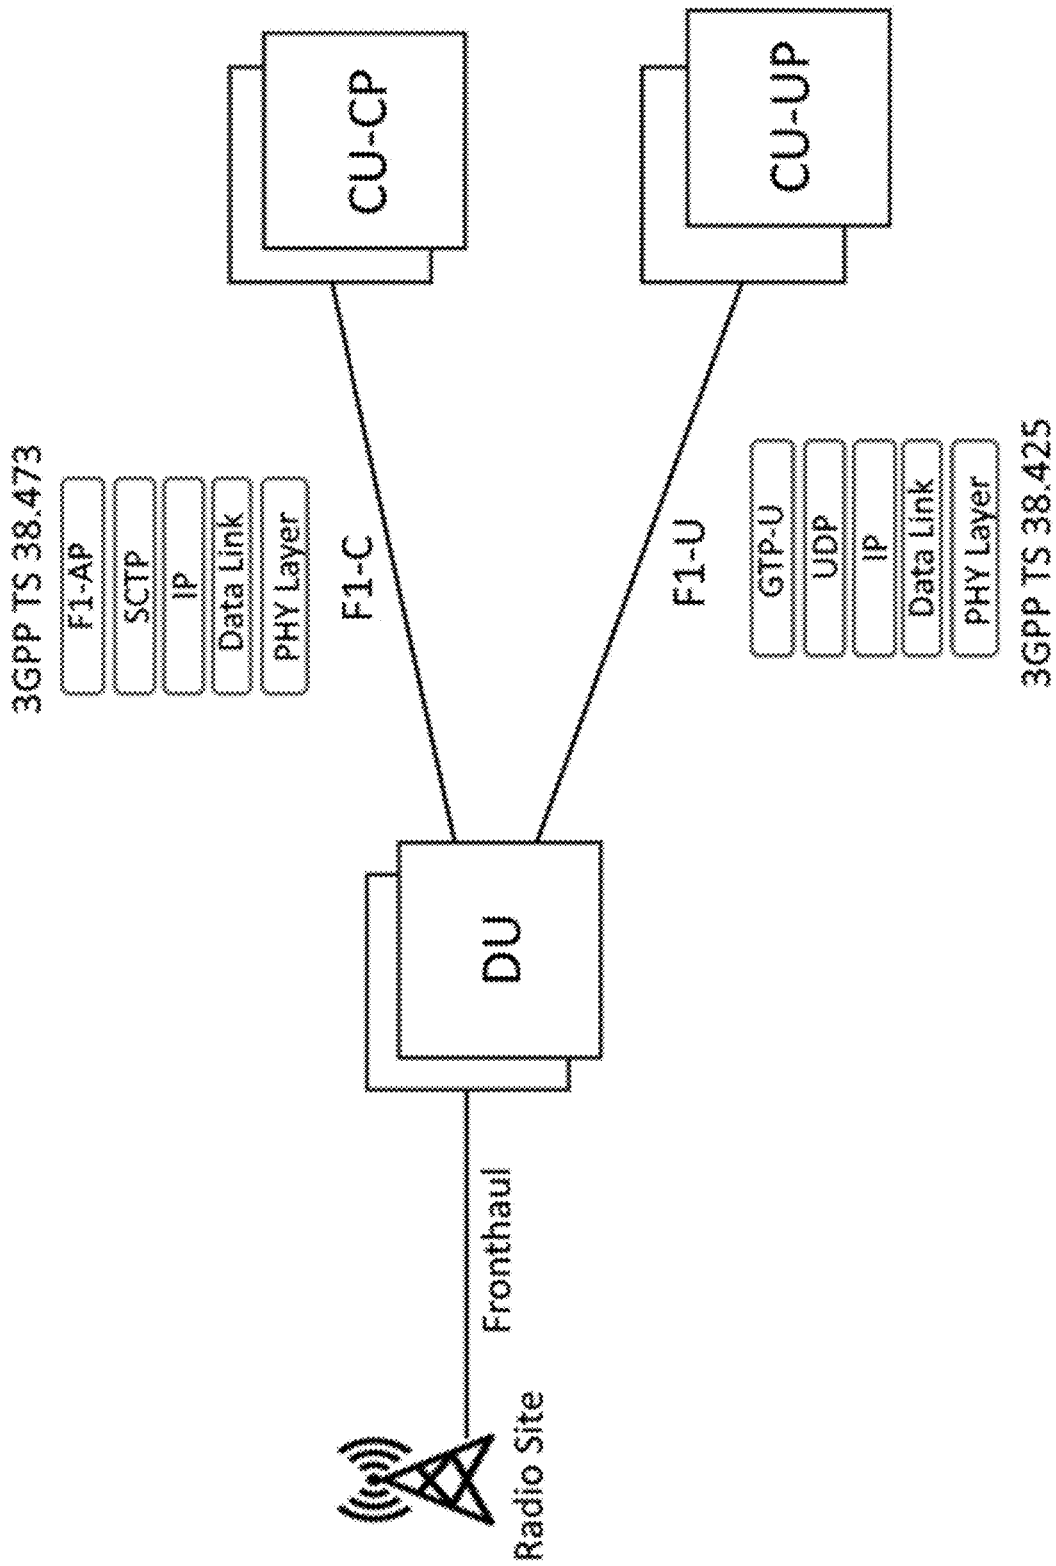 3GPP TS 38.473
F1-AP
SCTP
IP
Data Link
PHY Layer
F1-C
CU-CP
DU
Fronthaul
Radio Site
F1-U
CU-UP
GTP-U
UDP
IP
Data Link
PHY Layer
3GPP TS 38.425